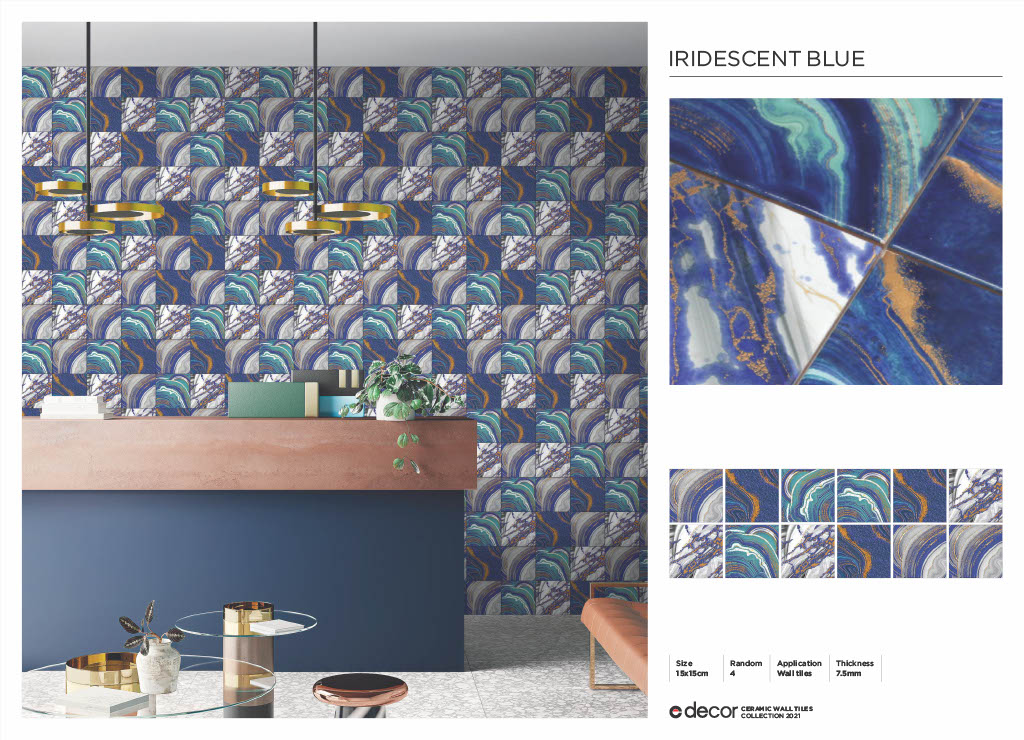 IRIDESCENT BLUE
Size
15x15cm
Random
4
Application
Wall tiles
Thickness
7.5mm
decor
CERAMIC WALL TILES
COLLECTION 2021